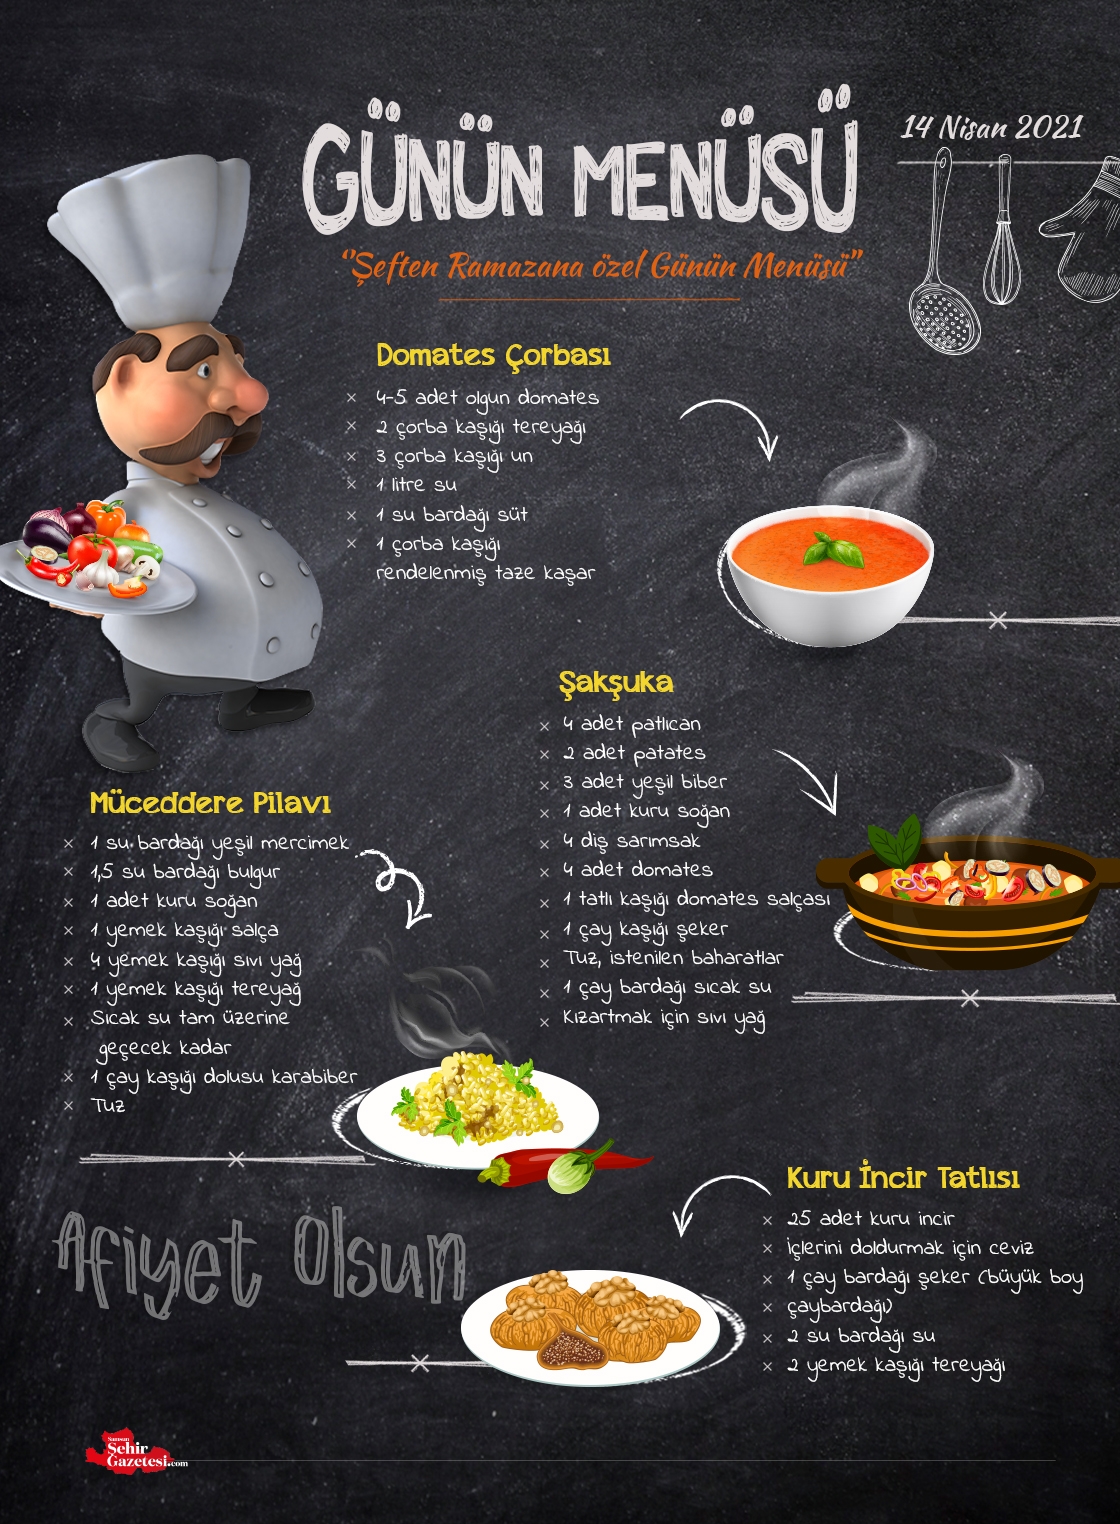 GÜNÜN MENÜSÜ
14 Nisan 2021
"Şeften Ramazana özel Günün Menüsü"
Domates Çorbası
× 4-5 adet olgun domates
× 2 çorba kaşığı tereyağı
× 3 çorba kaşığı un
× 1 litre su
× 1 su bardağı süt
× 1 çorba kaşığı
rendelenmiş taze kaşar
Şakşuka
× 4 adet patlıcan
× 2 adet patates
× 3 adet yeşil biber
× 1 adet kuru soğan
× 4 diş sarımsak
× 4 adet domates
× 1 tatlı kaşığı domates salçası
× 1 çay kaşığı şeker
× Tuz, istenilen baharatlar
× 1 çay bardağı sıcak su
× Kızartmak için sıvı yağ
Müceddere Pilavı
× 1 su bardağı yeşil mercimek
× 1,5 su bardağı bulgur
× 1 adet kuru soğan
× 1 yemek kaşığı salça
× 4 yemek kaşığı sıvı yağ
× 1 yemek kaşığı tereyağ
× Sıcak su tam üzerine
geçecek kadar
× 1 çay kaşığı dolusu karabiber
× Tuz
Kuru İncir Tatlısı
× 25 adet kuru incir
× İçlerini doldurmak için ceviz
× 1 çay bardağı şeker (büyük boy
× çaybardağı)
× 2 su bardağı su
× 2 yemek kaşığı tereyağı
Afiyet Olsun
Samsun
Şehir
Gazetesi.com